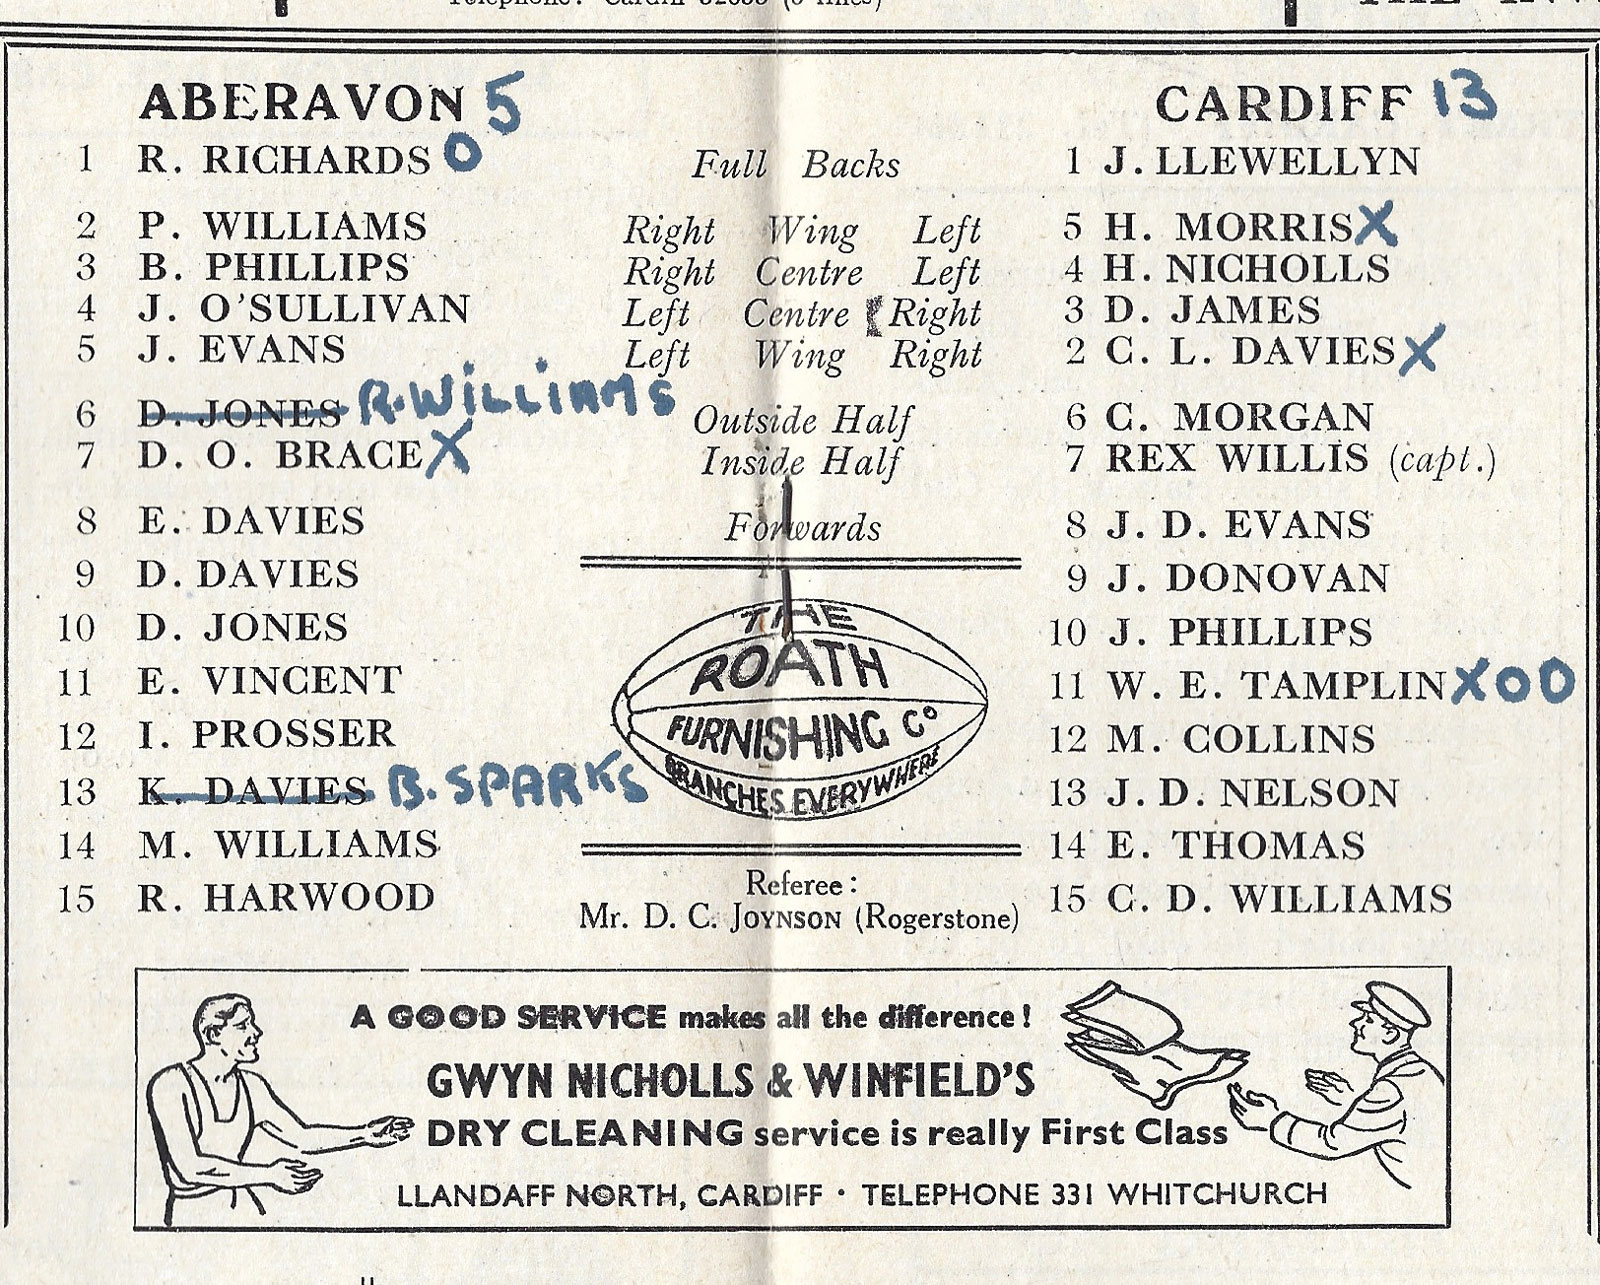 ABERAVON 5
1 R. RICHARDS O
2 P. WILLIAMS
3 B. PHILLIPS
4 J. O'SULLIVAN
5 J. EVANS
6 D. JONES R. WILLIAMS
7 D. O. BRACE X
8 E. DAVIES
9 D. DAVIES
10 D. JONES
11 E. VINCENT
12 I. PROSSER
13 K. DAVIES B. SPARKS
14 M. WILLIAMS
15 R. HARWOOD
Full Backs
Right Wing Left
Right Centre Left
Left Centre Right
Left Wing Right
Outside Half
Inside Half
Forwards
THE
ROATH
FURNISHING Co
BRANCHES EVERYWHERE
Referee:
Mr. D. C. JOYNSON (Rogerstone)
CARDIFF 13
1 J. LLEWELLYN
5 H. MORRIS X
4 H. NICHOLLS
3 D. JAMES
2 C. L. DAVIES X
6 C. MORGAN
7 REX WILLIS (capt.)
8 J. D. EVANS
9 J. DONOVAN
10 J. PHILLIPS
11 W. E. TAMPLIN X O O
12 M. COLLINS
13 J. D. NELSON
14 E. THOMAS
15 C. D. WILLIAMS
A GOOD SERVICE makes all the difference!
GWYN NICHOLLS & WINFIELD'S
DRY CLEANING service is really First Class
LLANDAFF NORTH, CARDIFF · TELEPHONE 331 WHITCHURCH